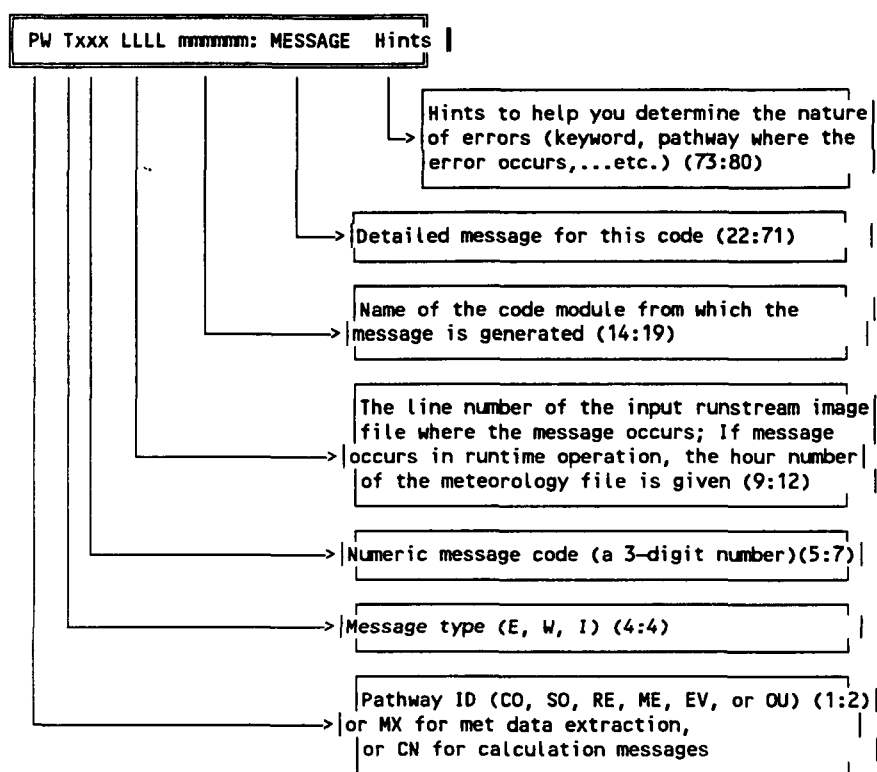 PW Txxx LLLL mmmmmm: MESSAGE Hints
Hints to help you determine the nature
of errors (keyword, pathway where the
error occurs,...etc.) (73:80)
Detailed message for this code (22:71)
Name of the code module from which the
message is generated (14:19)
The line number of the input runstream image
file where the message occurs; If message
occurs in runtime operation, the hour number
of the meteorology file is given (9:12)
Numeric message code (a 3-digit number)(5:7)
Message type (E, W, I) (4:4)
Pathway ID (CO, SO, RE, ME, EV, or OU) (1:2)
or MX for met data extraction,
or CN for calculation messages